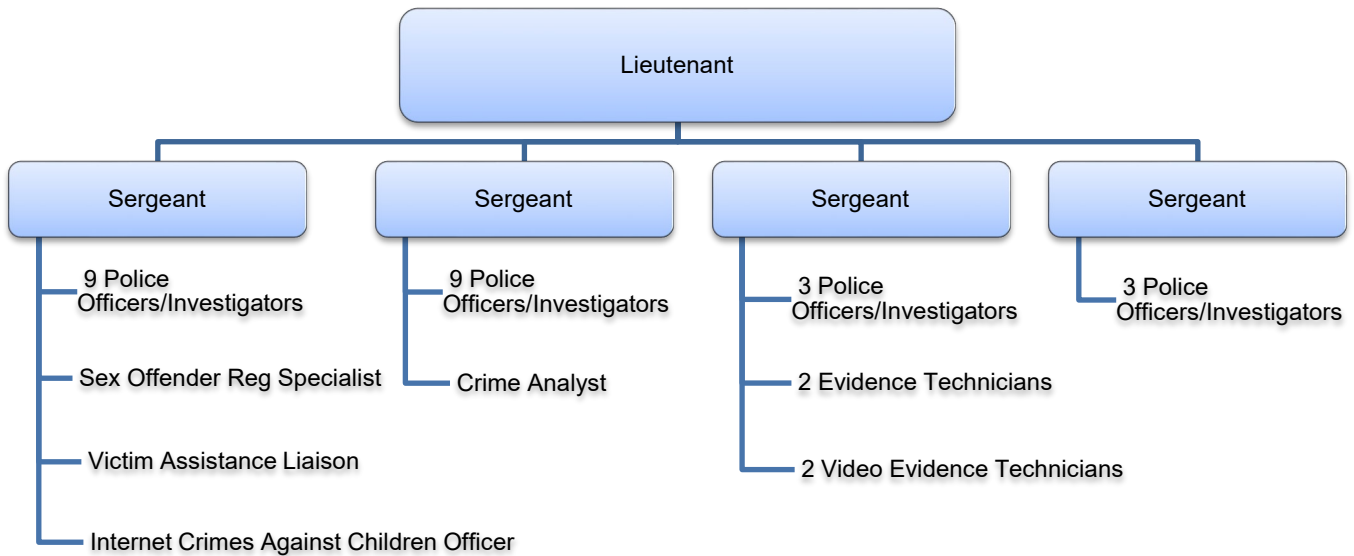 Lieutenant
Sergeant
Sergeant
Sergeant
Sergeant
9 Police
Officers/Investigators
Sex Offender Reg Specialist
Victim Assistance Liaison
Internet Crimes Against Children Officer
9 Police
Officers/Investigators
Crime Analyst
3 Police
Officers/Investigators
2 Evidence Technicians
2 Video Evidence Technicians
3 Police
Officers/Investigators